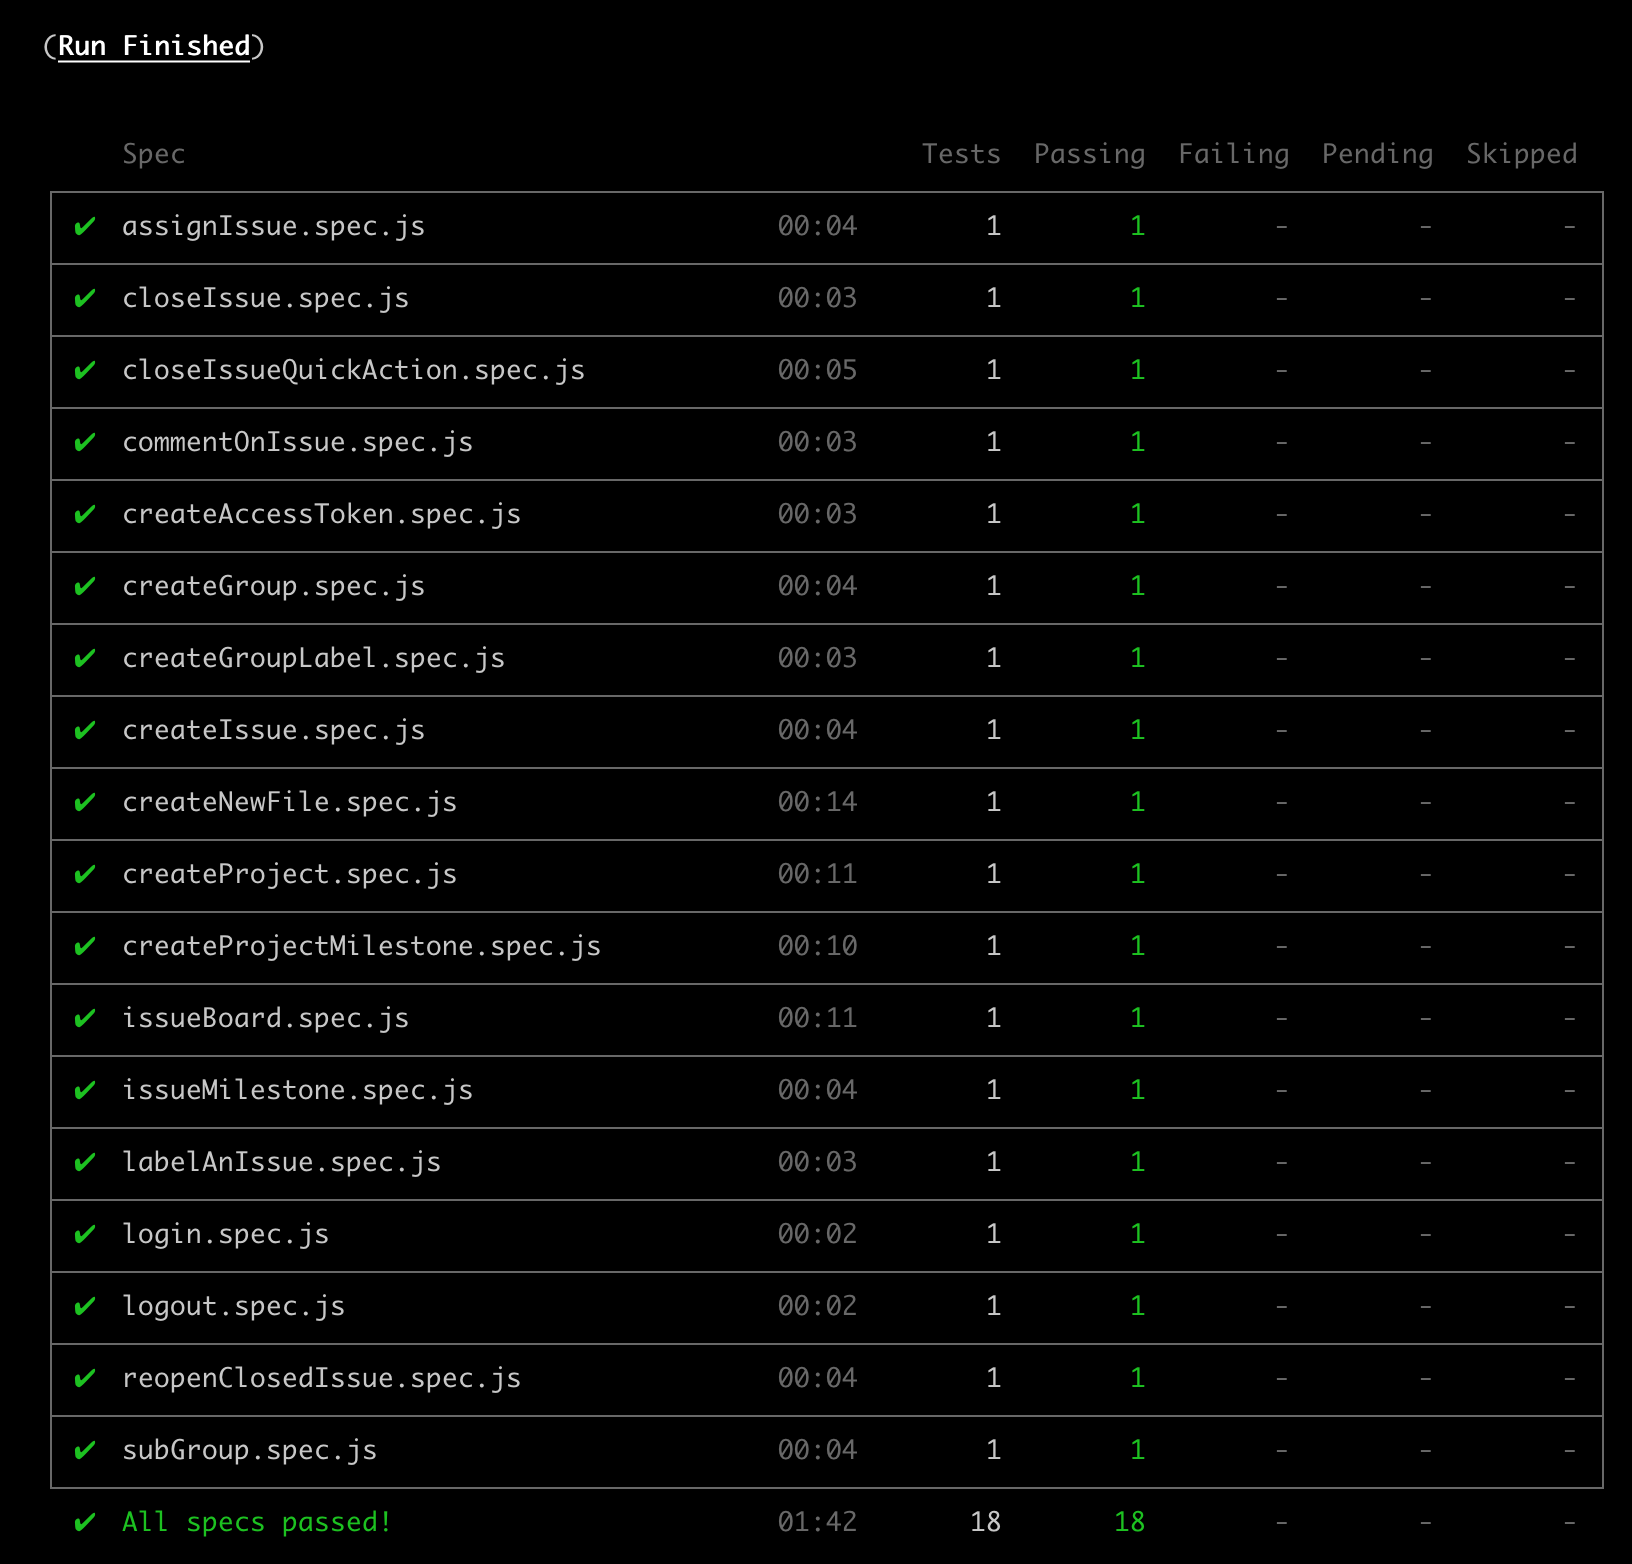 (Run Finished)
Spec Tests Passing Failing Pending Skipped
✔ assignIssue.spec.js 00:04 1 1 - - -
✔ closeIssue.spec.js 00:03 1 1 - - -
✔ closeIssueQuickAction.spec.js 00:05 1 1 - - -
✔ commentOnIssue.spec.js 00:03 1 1 - - -
✔ createAccessToken.spec.js 00:03 1 1 - - -
✔ createGroup.spec.js 00:04 1 1 - - -
✔ createGroupLabel.spec.js 00:03 1 1 - - -
✔ createIssue.spec.js 00:04 1 1 - - -
✔ createNewFile.spec.js 00:14 1 1 - - -
✔ createProject.spec.js 00:11 1 1 - - -
✔ createProjectMilestone.spec.js 00:10 1 1 - - -
✔ issueBoard.spec.js 00:11 1 1 - - -
✔ issueMilestone.spec.js 00:04 1 1 - - -
✔ labelAnIssue.spec.js 00:03 1 1 - - -
✔ login.spec.js 00:02 1 1 - - -
✔ logout.spec.js 00:02 1 1 - - -
✔ reopenClosedIssue.spec.js 00:04 1 1 - - -
✔ subGroup.spec.js 00:04 1 1 - - -
✔ All specs passed! 01:42 18 18 - - -